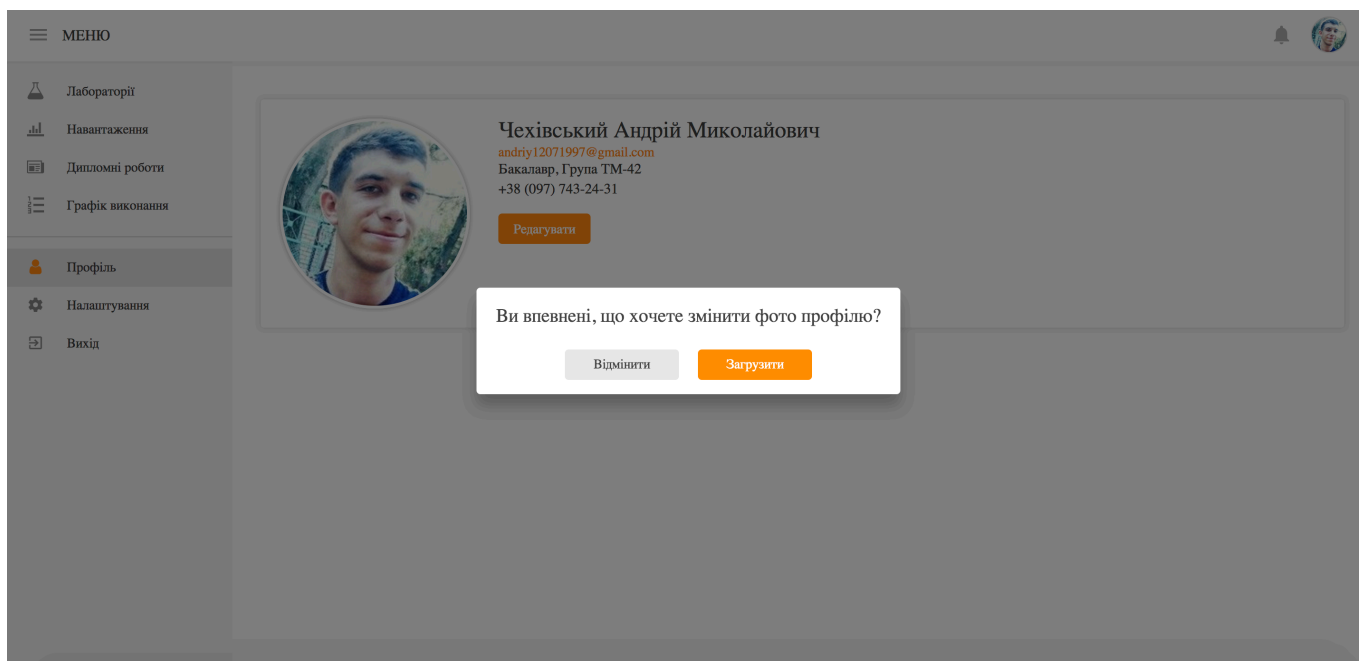 МЕНЮ
Лабораторії
Навантаження
Дипломні роботи
Графік виконання
Профіль
Налаштування
Вихід
Чехівський Андрій Миколайович
andriy12071997@gmail.com
Бакалавр, Група ТМ-42
+38 (097) 743-24-31
Редагувати
Ви впевнені, що хочете змінити фото профілю?
Відмінити
Загрузити